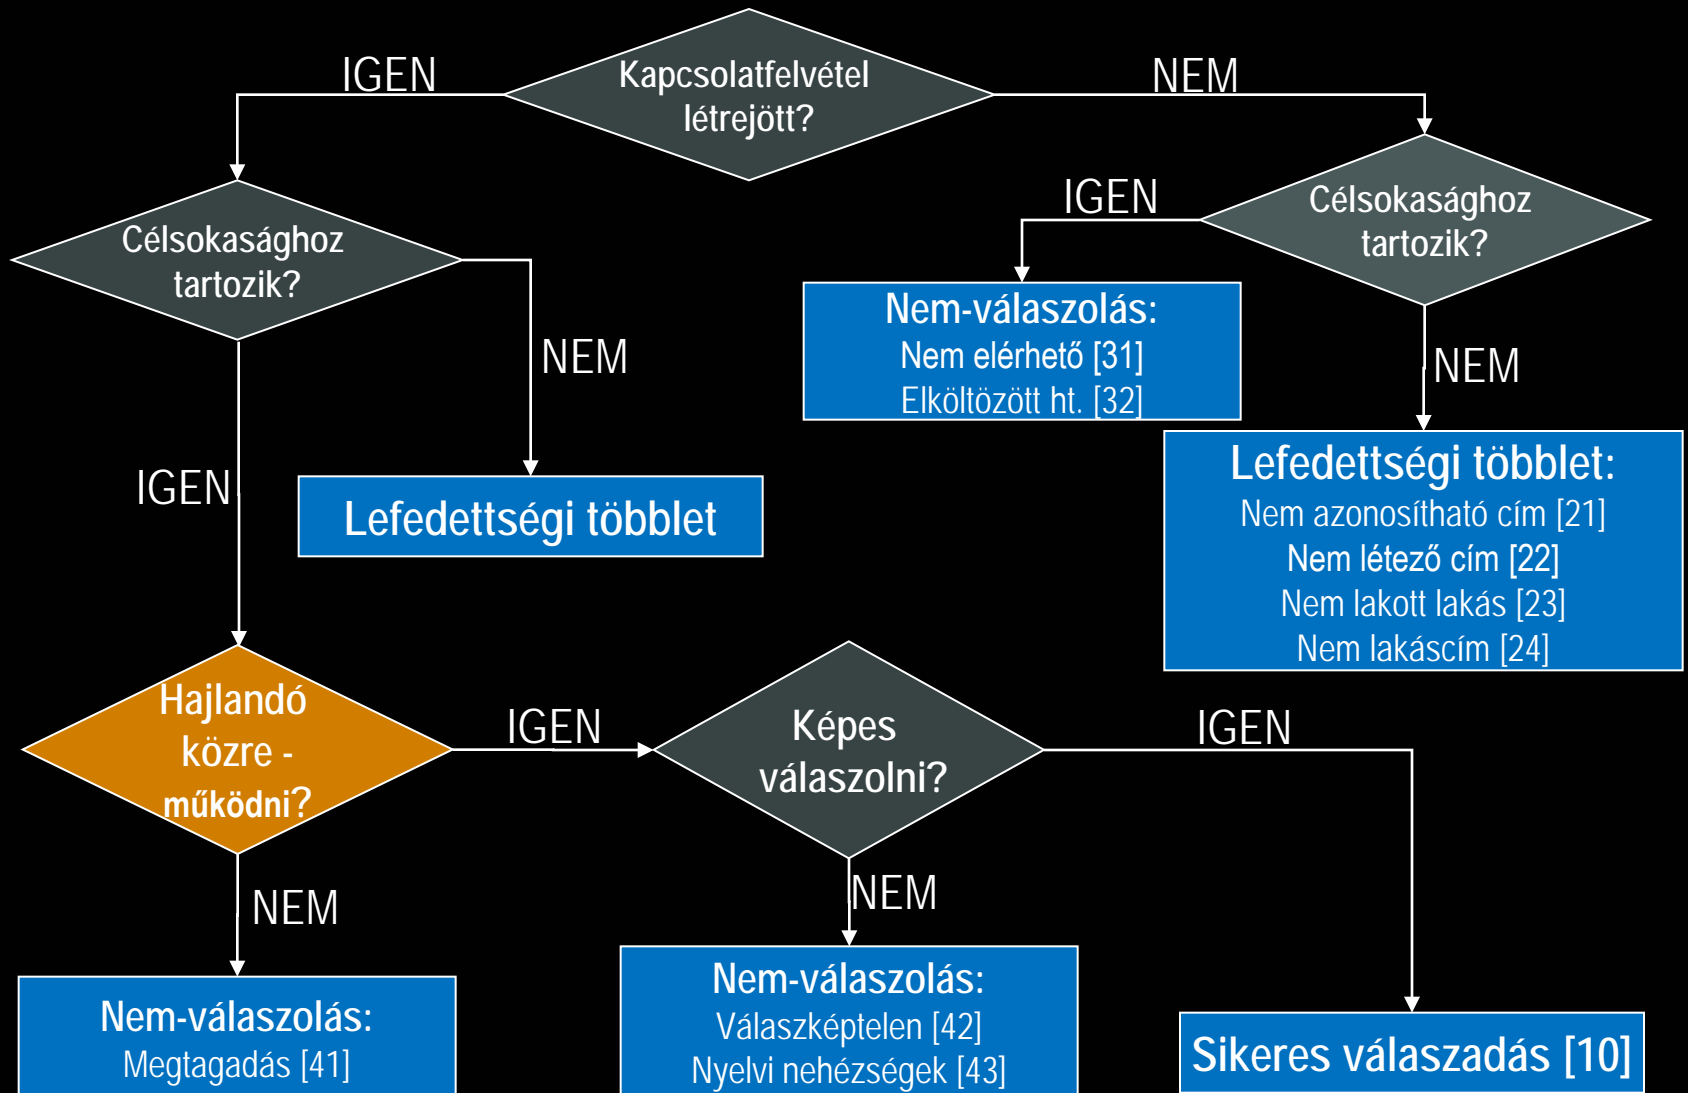 Kapcsolatfelvétel
létrejött?
IGEN
NEM
Célsokasághoz
tartozik?
IGEN
Célsokasághoz
tartozik?
Nem-válaszolás:
Nem elérhető [31]
Elköltözött ht. [32]
NEM
NEM
Lefedettségi többlet:
Nem azonosítható cím [21]
Nem létező cím [22]
Nem lakott lakás [23]
Nem lakáscím [24]
IGEN
Lefedettségi többlet
Hajlandó
közre -
működni?
IGEN
Képes
válaszolni?
IGEN
NEM
NEM
Nem-válaszolás:
Megtagadás [41]
Nem-válaszolás:
Válaszképtelen [42]
Nyelvi nehézségek [43]
Sikeres válaszadás [10]